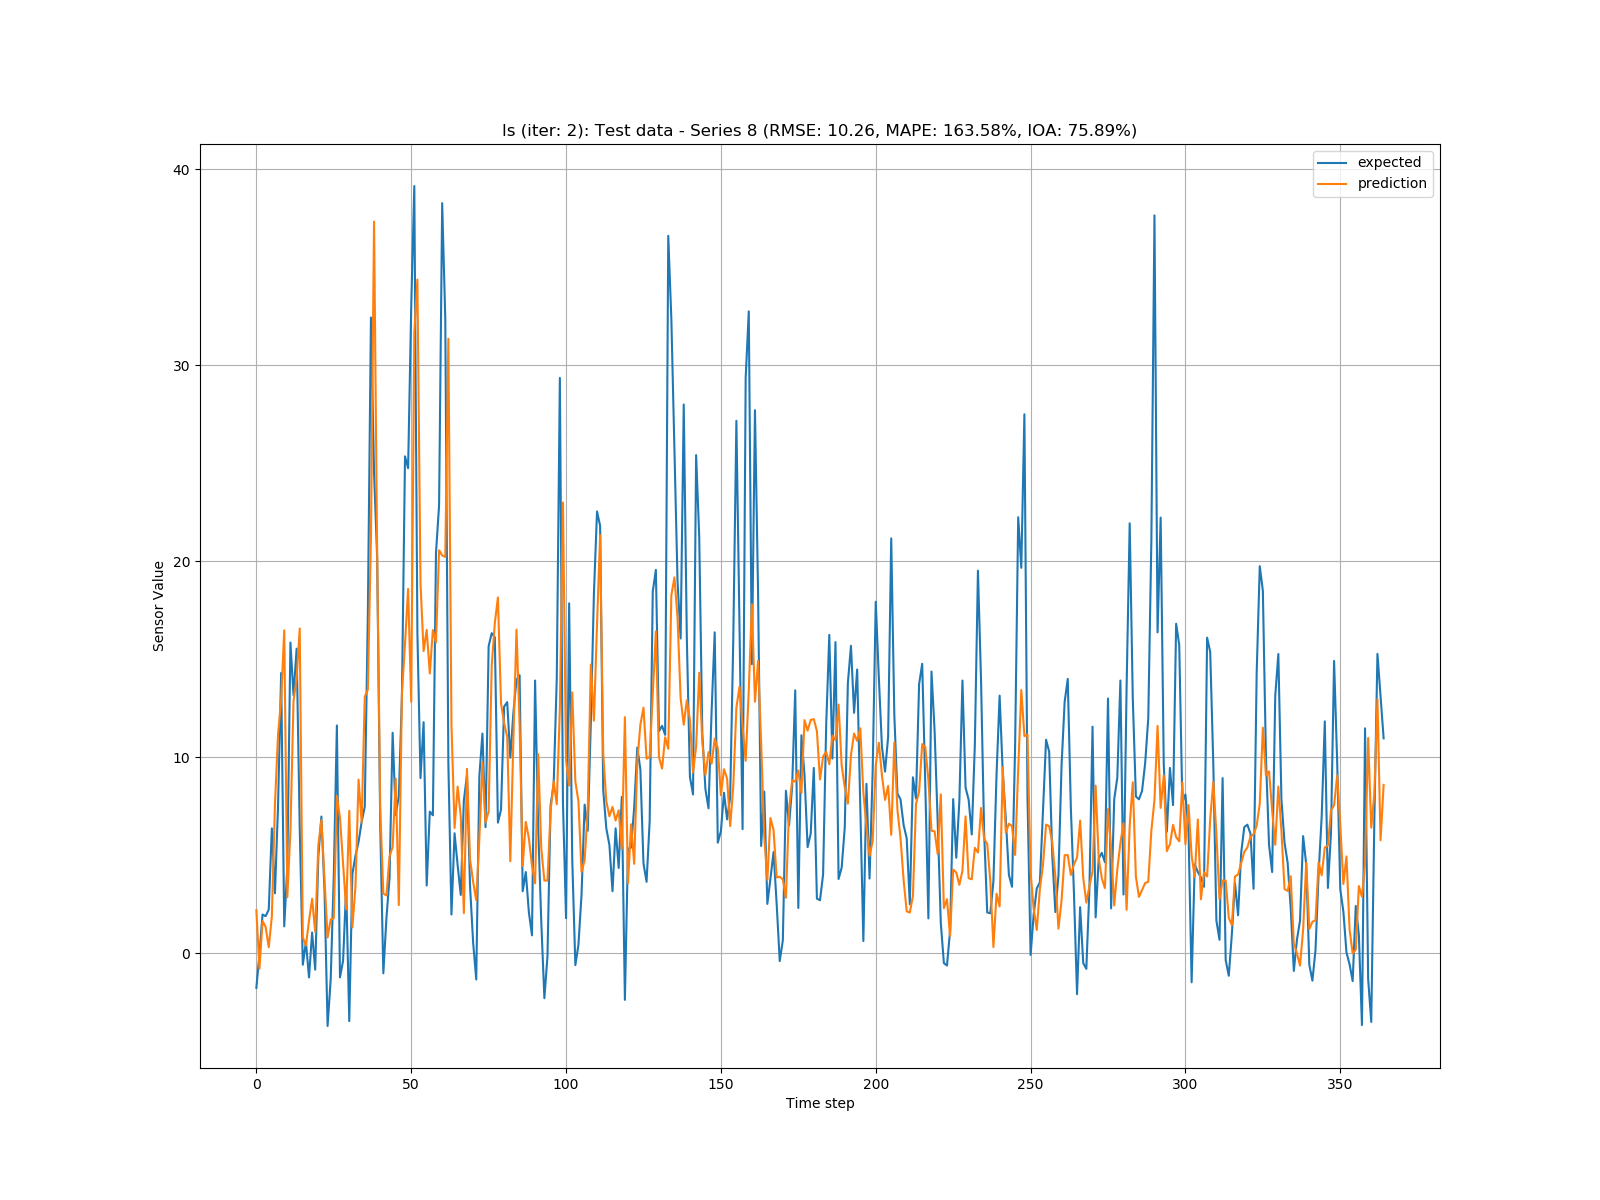 ls (iter: 2): Test data - Series 8 (RMSE: 10.26, MAPE: 163.58%, IOA: 75.89%)
expected
prediction
40
30
20
10
0
Sensor Value
0 50 100 150 200 250 300 350
Time step